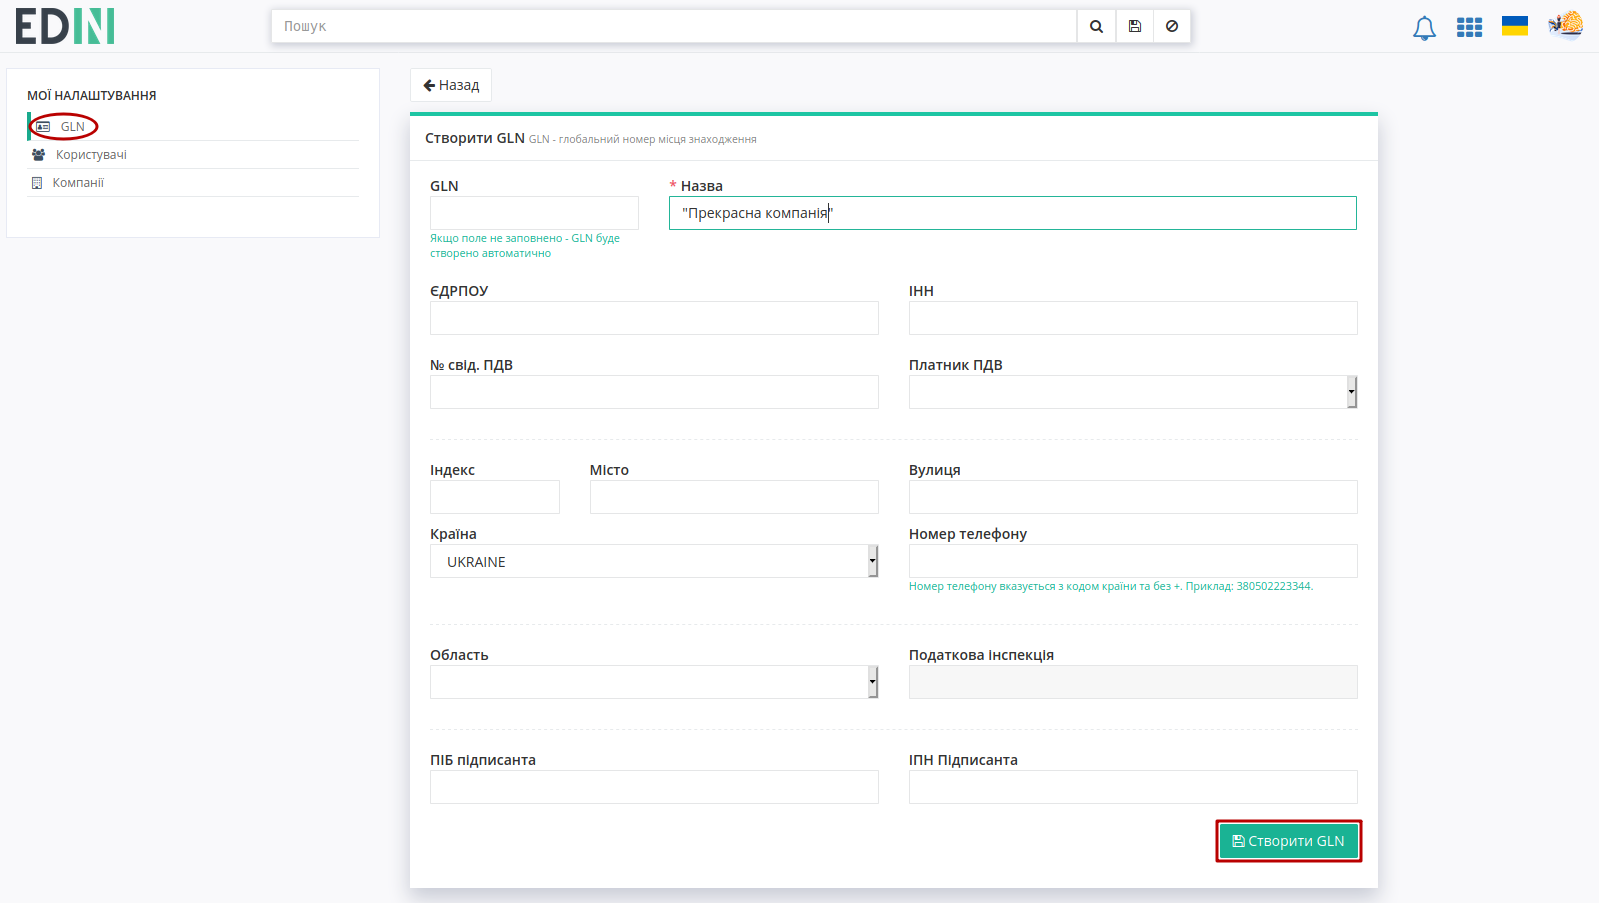 EDIN
Пошук
МОЇ НАЛАШТУВАННЯ
GLN
Користувачі
Компанії
Назад
Створити GLN GLN - глобальний номер місця знаходження
GLN
* Назва
"Прекрасна компанія"
Якщо поле не заповнено - GLN буде
створено автоматично
ЄДРПОУ
ІНН
№ свід. ПДВ
Платник ПДВ
Індекс
Місто
Вулиця
Країна
Номер телефону
UKRAINE
Номер телефону вказується з кодом країни та без +. Приклад: 380502223344.
Область
Податкова інспекція
ПІБ підписанта
ІПН Підписанта
Створити GLN